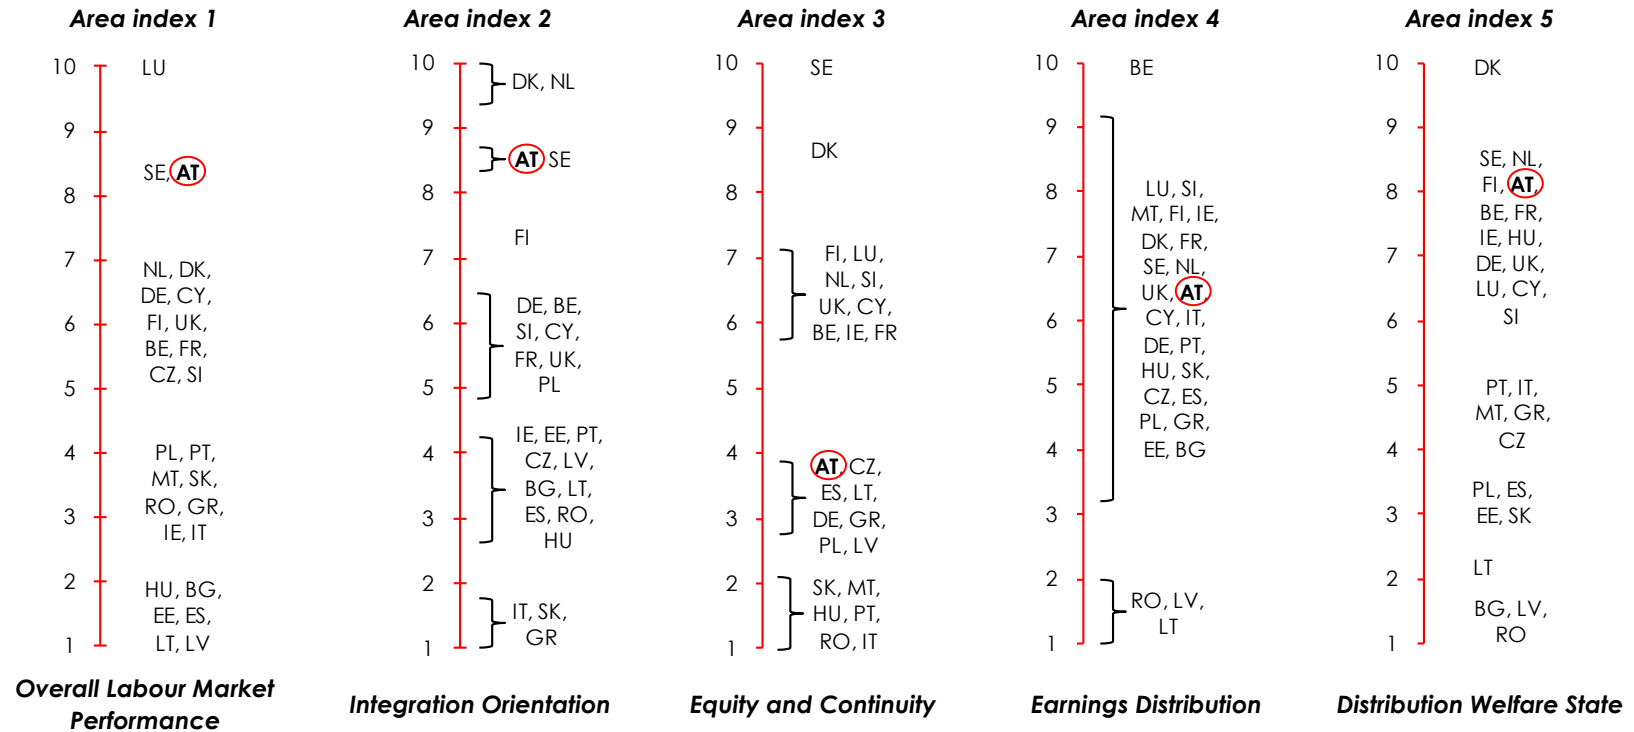 Area index 1
10
9
8
7
6
5
4
3
2
1
LU
SE, AT
NL, DK,
DE, CY,
FI, UK,
BE, FR,
CZ, SI
PL, PT,
MT, SK,
RO, GR,
IE, IT
HU, BG,
EE, ES,
LT, LV
Overall Labour Market
Performance
Area index 2
10
9
8
7
6
5
4
3
2
1
DK, NL
AT SE
FI
DE, BE,
SI, CY,
FR, UK,
PL
IE, EE, PT,
CZ, LV,
BG, LT,
ES, RO,
HU
IT, SK,
GR
Integration Orientation
Area index 3
10
9
8
7
6
5
4
3
2
1
SE
DK
FI, LU,
NL, SI,
UK, CY,
BE, IE, FR
AT, CZ,
ES, LT,
DE, GR,
PL, LV
SK, MT,
HU, PT,
RO, IT
Equity and Continuity
Area index 4
10
9
8
7
6
5
4
3
2
1
BE
LU, SI,
MT, FI, IE,
DK, FR,
SE, NL,
UK, AT,
CY, IT,
DE, PT,
HU, SK,
CZ, ES,
PL, GR,
EE, BG
RO, LV,
LT
Earnings Distribution
Area index 5
10
9
8
7
6
5
4
3
2
1
DK
SE, NL,
FI, AT,
BE, FR,
IE, HU,
DE, UK,
LU, CY,
SI
PT, IT,
MT, GR,
CZ
PL, ES,
EE, SK
LT
BG, LV,
RO
Distribution Welfare State